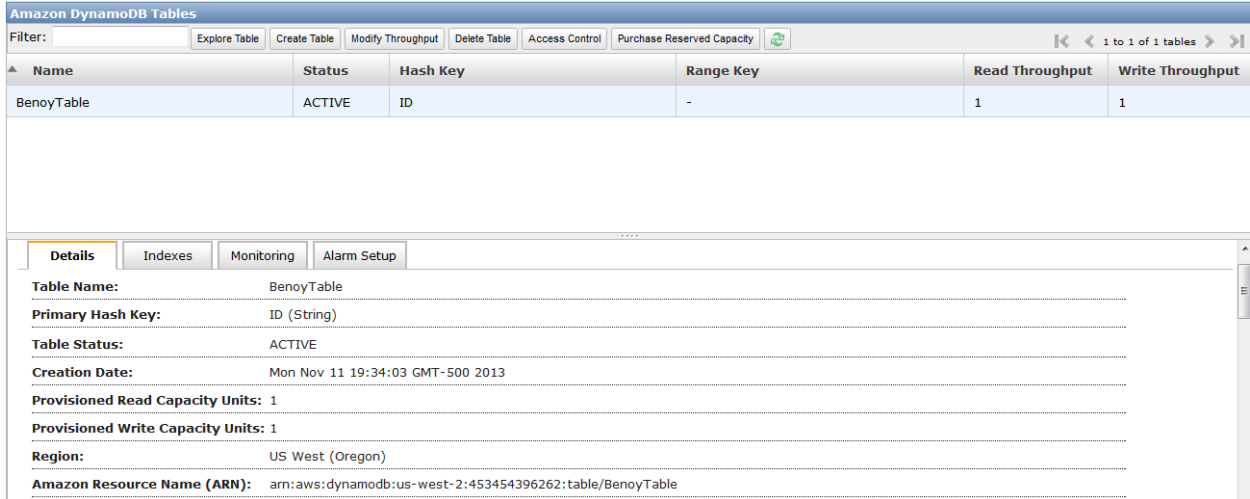 Amazon DynamoDB Tables
Filter: Explore Table Create Table Modify Throughput Delete Table Access Control Purchase Reserved Capacity 1 to 1 of 1 tables
Name Status Hash Key Range Key Read Throughput Write Throughput
BenoyTable ACTIVE ID - 1 1
Details Indexes Monitoring Alarm Setup
Table Name: BenoyTable
Primary Hash Key: ID (String)
Table Status: ACTIVE
Creation Date: Mon Nov 11 19:34:03 GMT-500 2013
Provisioned Read Capacity Units: 1
Provisioned Write Capacity Units: 1
Region: US West (Oregon)
Amazon Resource Name (ARN): arn:aws:dynamodb:us-west-2:453454396262:table/BenoyTable